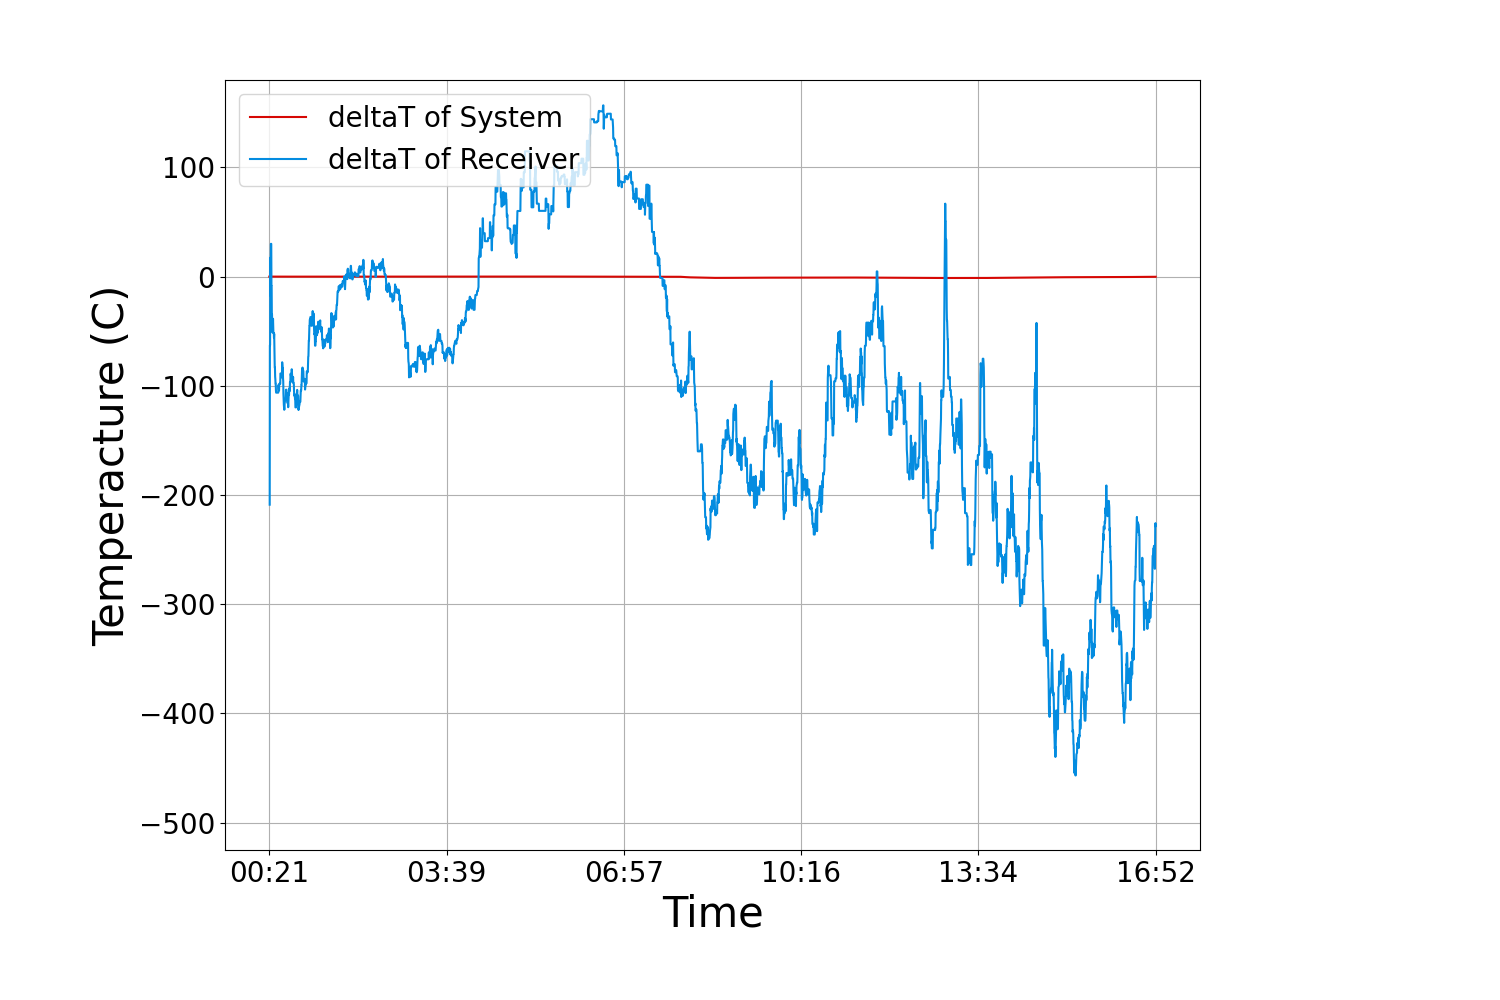 deltaT of System
deltaT of Receiver
100
0
−100
−200
−300
−400
−500
Temperacture (C)
00:21 03:39 06:57 10:16 13:34 16:52
Time